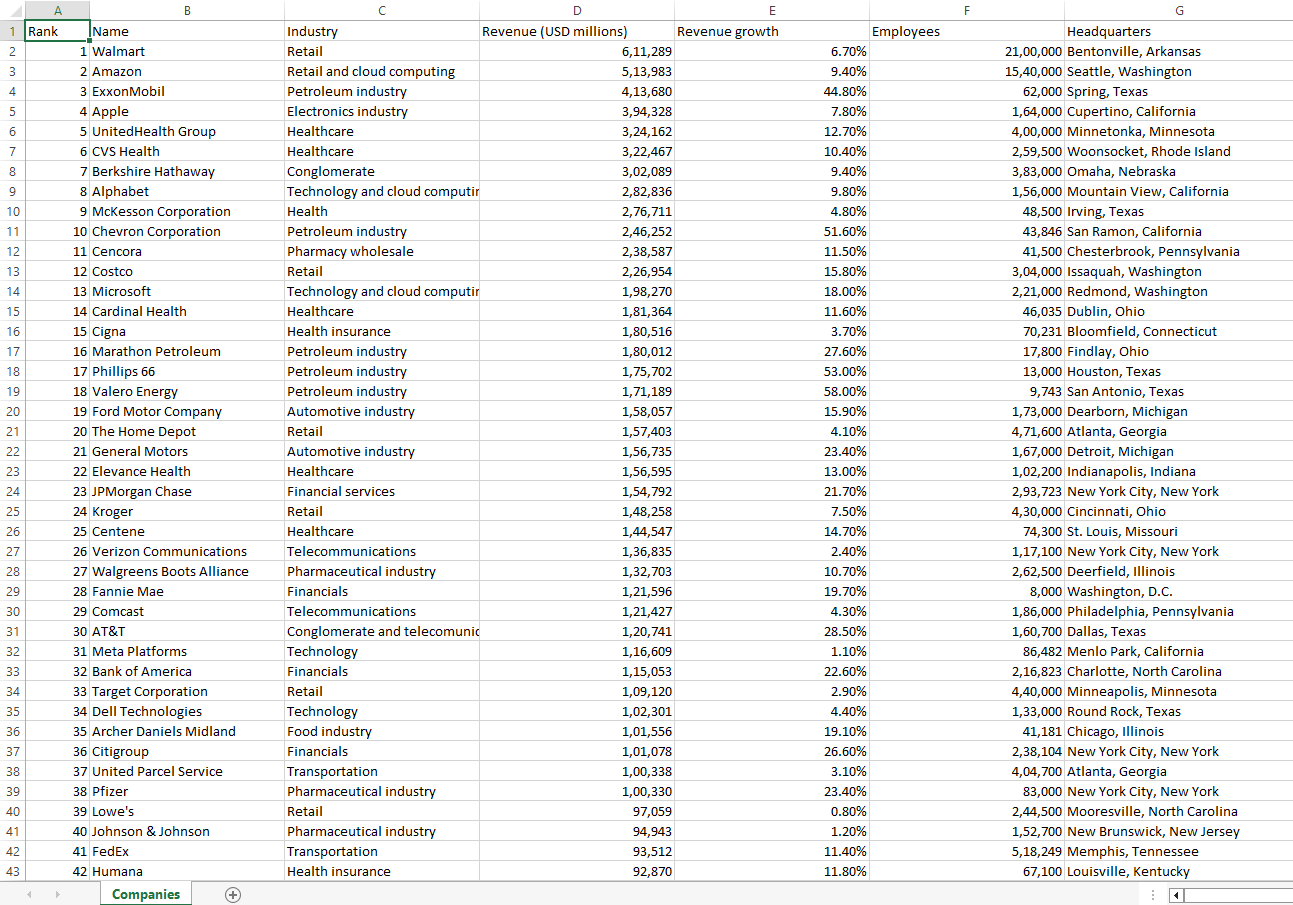 A B C D E F G
1 Rank Name Industry Revenue (USD millions) Revenue growth Employees Headquarters
2 1 Walmart Retail 6,11,289 6.70% 21,00,000 Bentonville, Arkansas
3 2 Amazon Retail and cloud computing 5,13,983 9.40% 15,40,000 Seattle, Washington
4 3 ExxonMobil Petroleum industry 4,13,680 44.80% 62,000 Spring, Texas
5 4 Apple Electronics industry 3,94,328 7.80% 1,64,000 Cupertino, California
6 5 UnitedHealth Group Healthcare 3,24,162 12.70% 4,00,000 Minnetonka, Minnesota
7 6 CVS Health Healthcare 3,22,467 10.40% 2,59,500 Woonsocket, Rhode Island
8 7 Berkshire Hathaway Conglomerate 3,02,089 9.40% 3,83,000 Omaha, Nebraska
9 8 Alphabet Technology and cloud computin 2,82,836 9.80% 1,56,000 Mountain View, California
10 9 McKesson Corporation Health 2,76,711 4.80% 48,500 Irving, Texas
11 10 Chevron Corporation Petroleum industry 2,46,252 51.60% 43,846 San Ramon, California
12 11 Cencora Pharmacy wholesale 2,38,587 11.50% 41,500 Chesterbrook, Pennsylvania
13 12 Costco Retail 2,26,954 15.80% 3,04,000 Issaquah, Washington
14 13 Microsoft Technology and cloud computin 1,98,270 18.00% 2,21,000 Redmond, Washington
15 14 Cardinal Health Healthcare 1,81,364 11.60% 46,035 Dublin, Ohio
16 15 Cigna Health insurance 1,80,516 3.70% 70,231 Bloomfield, Connecticut
17 16 Marathon Petroleum Petroleum industry 1,80,012 27.60% 17,800 Findlay, Ohio
18 17 Phillips 66 Petroleum industry 1,75,702 53.00% 13,000 Houston, Texas
19 18 Valero Energy Petroleum industry 1,71,189 58.00% 9,743 San Antonio, Texas
20 19 Ford Motor Company Automotive industry 1,58,057 15.90% 1,73,000 Dearborn, Michigan
21 20 The Home Depot Retail 1,57,403 4.10% 4,71,600 Atlanta, Georgia
22 21 General Motors Automotive industry 1,56,735 23.40% 1,67,000 Detroit, Michigan
23 22 Elevance Health Healthcare 1,56,595 13.00% 1,02,200 Indianapolis, Indiana
24 23 JPMorgan Chase Financial services 1,54,792 21.70% 2,93,723 New York City, New York
25 24 Kroger Retail 1,48,258 7.50% 4,30,000 Cincinnati, Ohio
26 25 Centene Healthcare 1,44,547 14.70% 74,300 St. Louis, Missouri
27 26 Verizon Communications Telecommunications 1,36,835 2.40% 1,17,100 New York City, New York
28 27 Walgreens Boots Alliance Pharmaceutical industry 1,32,703 10.70% 2,62,500 Deerfield, Illinois
29 28 Fannie Mae Financials 1,21,596 19.70% 8,000 Washington, D.C.
30 29 Comcast Telecommunications 1,21,427 4.30% 1,86,000 Philadelphia, Pennsylvania
31 30 AT&T Conglomerate and telecomunic 1,20,741 28.50% 1,60,700 Dallas, Texas
32 31 Meta Platforms Technology 1,16,609 1.10% 86,482 Menlo Park, California
33 32 Bank of America Financials 1,15,053 22.60% 2,16,823 Charlotte, North Carolina
34 33 Target Corporation Retail 1,09,120 2.90% 4,40,000 Minneapolis, Minnesota
35 34 Dell Technologies Technology 1,02,301 4.40% 1,33,000 Round Rock, Texas
36 35 Archer Daniels Midland Food industry 1,01,556 19.10% 41,181 Chicago, Illinois
37 36 Citigroup Financials 1,01,078 26.60% 2,38,104 New York City, New York
38 37 United Parcel Service Transportation 1,00,338 3.10% 4,04,700 Atlanta, Georgia
39 38 Pfizer Pharmaceutical industry 1,00,330 23.40% 83,000 New York City, New York
40 39 Lowe's Retail 97,059 0.80% 2,44,500 Mooresville, North Carolina
41 40 Johnson & Johnson Pharmaceutical industry 94,943 1.20% 1,52,700 New Brunswick, New Jersey
42 41 FedEx Transportation 93,512 11.40% 5,18,249 Memphis, Tennessee
43 42 Humana Health insurance 92,870 11.80% 67,100 Louisville, Kentucky
Companies